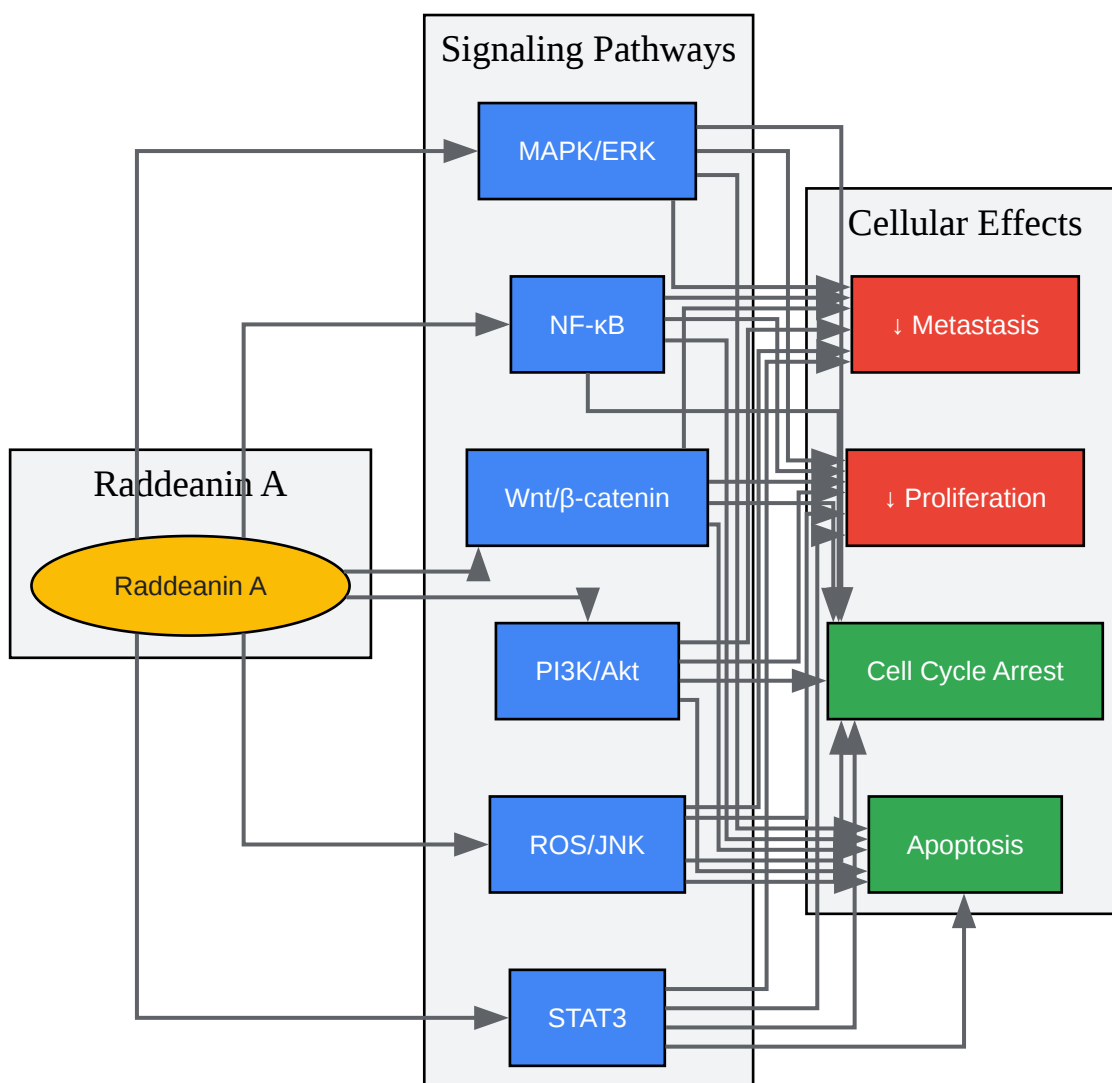 Signaling Pathways
MAPK/ERK
Cellular Effects
NF-κB
↓ Metastasis
Raddeanin A
Wnt/β-catenin
↓ Proliferation
Raddeanin A
PI3K/Akt
Cell Cycle Arrest
ROS/JNK
Apoptosis
STAT3